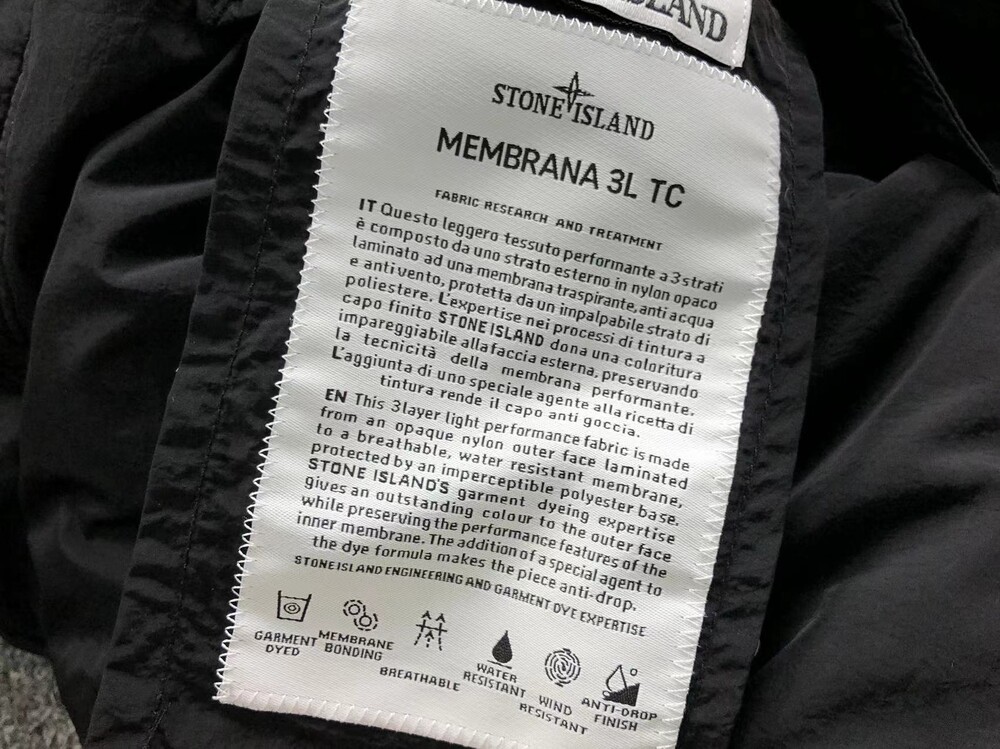 ISLAND
STONE ISLAND
MEMBRANA 3L TC
FABRIC RESEARCH AND TREATMENT
IT Questo leggero tessuto performante a 3 strati
è composto da uno strato esterno in nylon opaco
laminato ad una membrana traspirante, anti acqua
e antivento, protetta da un impalpabile strato di
poliestere. L'expertise nei processi di tintura a
capo finito STONE ISLAND dona una coloritura
impareggiabile alla faccia esterna, preservando
la tecnicità della membrana performante.
L'aggiunta di uno speciale agente alla ricetta di
tintura rende il capo anti goccia.
EN This 3 layer light performance fabric is made
from an opaque nylon outer face laminated
to a breathable, water resistant membrane,
protected by an imperceptible polyester base.
STONE ISLAND'S garment dyeing expertise
gives an outstanding colour to the outer face
while preserving the performance features of the
inner membrane. The addition of a special agent to
the dye formula makes the piece anti-drop.
STONE ISLAND ENGINEERING AND GARMENT DYE EXPERTISE
GARMENT
DYED
MEMBRANE
BONDING
BREATHABLE
WATER
RESISTANT
WIND
RESISTANT
ANTI-DROP
FINISH